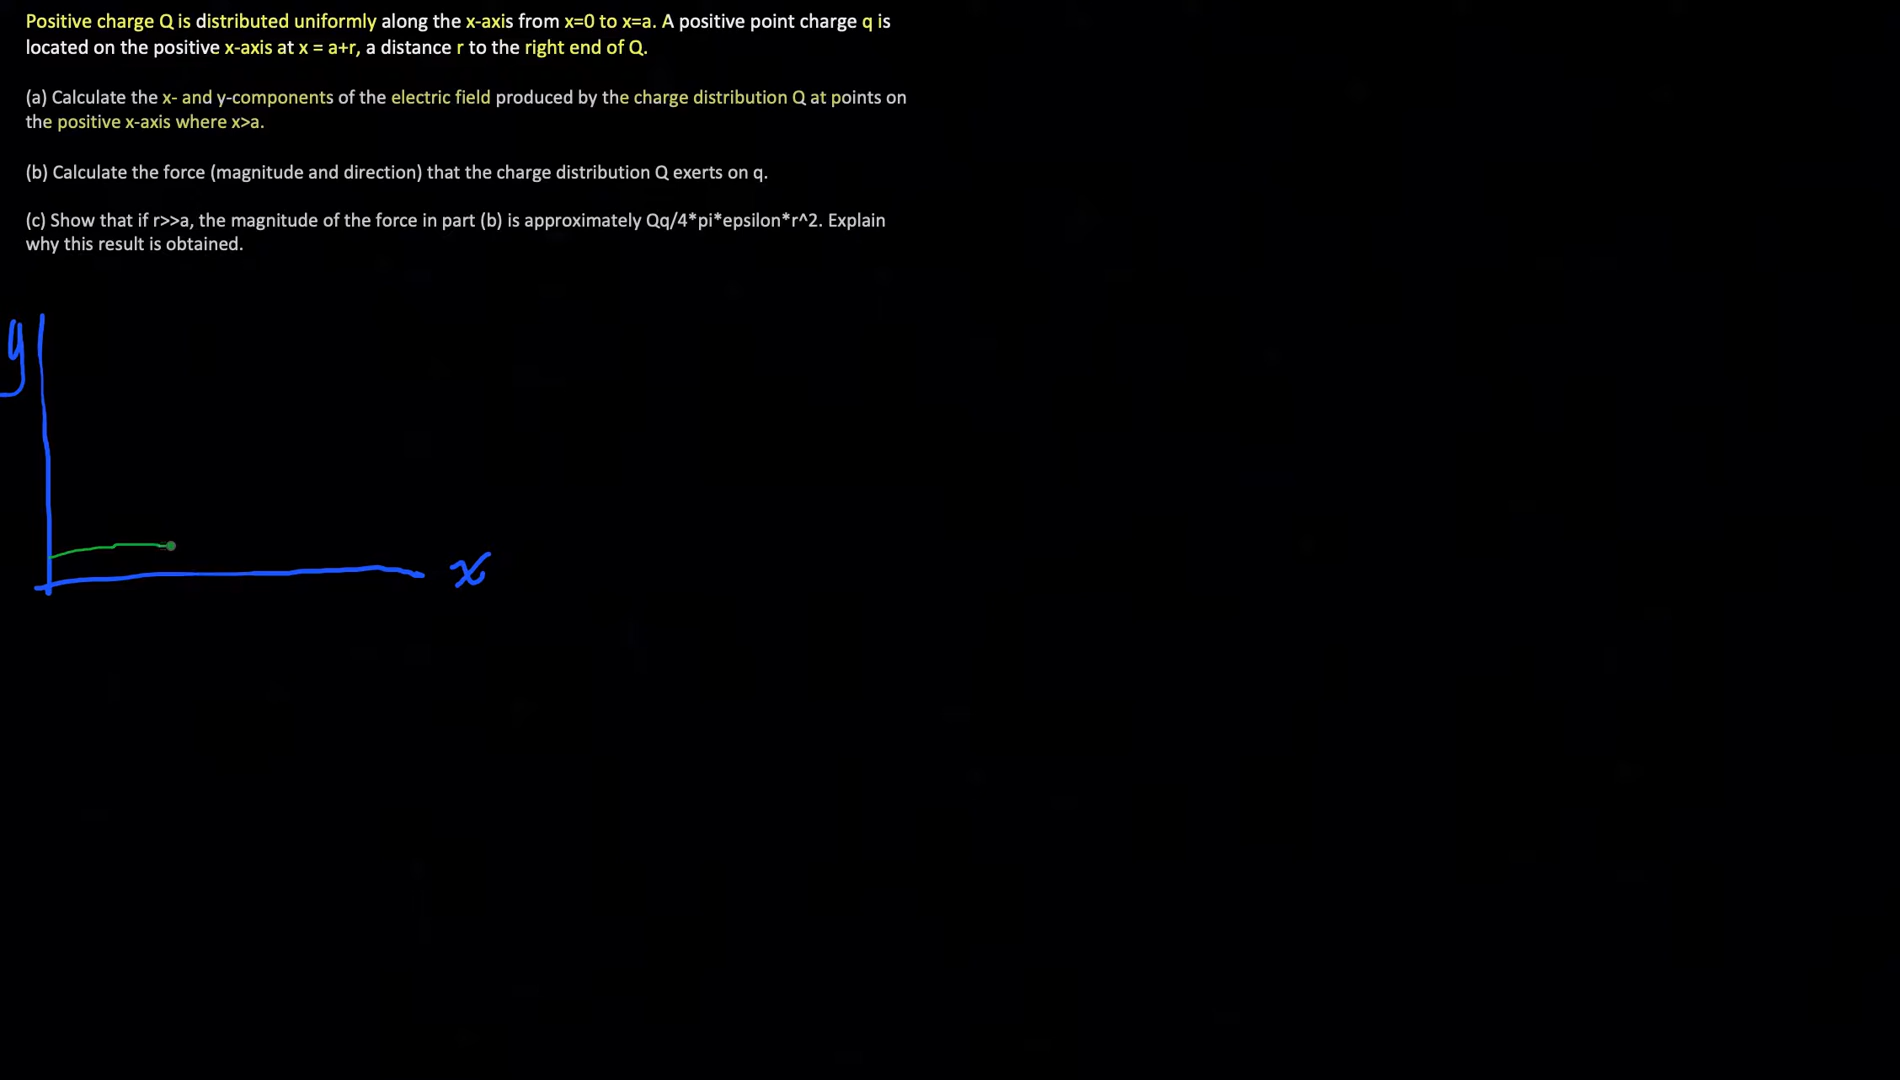 Positive charge Q is distributed uniformly along the x-axis from x=0 to x=a. A positive point charge q is
located on the positive x-axis at x = a+r, a distance r to the right end of Q.
(a) Calculate the x- and y-components of the electric field produced by the charge distribution Q at points on
the positive x-axis where x>a.
(b) Calculate the force (magnitude and direction) that the charge distribution Q exerts on q.
(c) Show that if r>>a, the magnitude of the force in part (b) is approximately Qq/4*pi*epsilon*r^2. Explain
why this result is obtained.
y
x